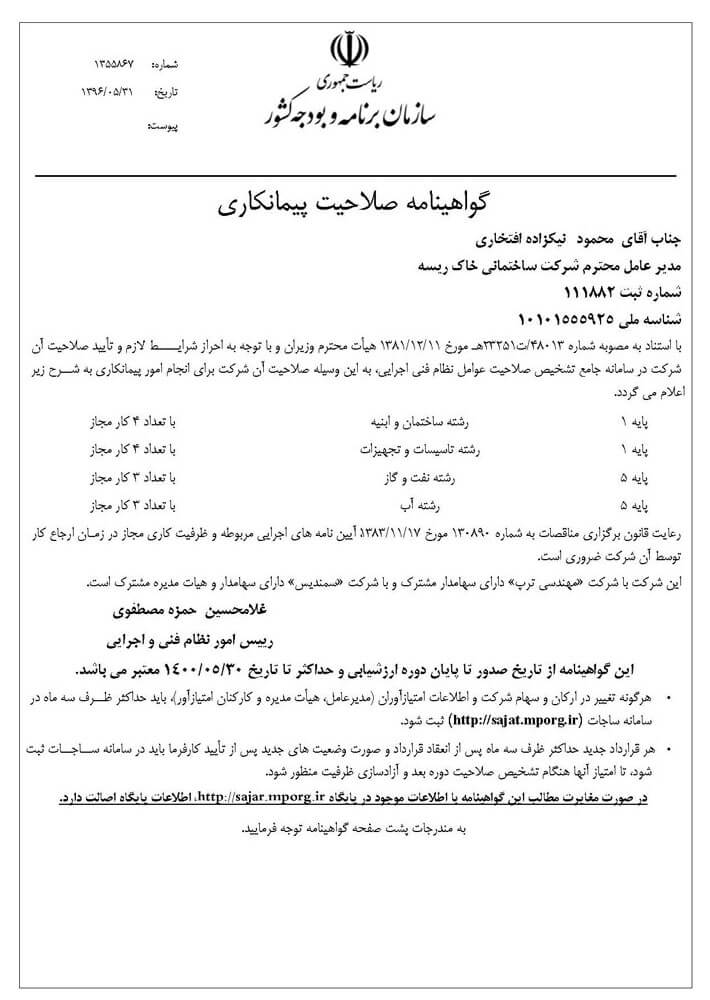 ریاست جمهوری
سازمان برنامه و بودجه کشور
شماره: ۱۳۵۵۸۶۷
تاریخ: ۱۳۹۶/۰۵/۳۱
پیوست:
گواهینامه صلاحیت پیمانکاری
جناب آقای محمود نیکزاده افتخاری
مدیر عامل محترم شرکت ساختمانی خاک ریسه
شماره ثبت ۱۱۱۸۸۲
شناسه ملی ۱۰۱۰۱۵۵۵۹۲۵
با استناد به مصوبه شماره ۴۸۰۱۳/ت۲۳۲۵۱هـ مورخ ۱۳۸۱/۱۲/۱۱ هیأت محترم وزیران و با توجه به احراز شرایـــط لازم و تأیید صلاحیت آن
شرکت در سامانه جامع تشخیص صلاحیت عوامل نظام فنی اجرایی، به این وسیله صلاحیت آن شرکت برای انجام امور پیمانکاری به شــرح زیر
اعلام می گردد.
پایه ۱ رشته ساختمان و ابنیه با تعداد ۴ کار مجاز
پایه ۱ رشته تاسیسات و تجهیزات با تعداد ۴ کار مجاز
پایه ۵ رشته نفت و گاز با تعداد ۳ کار مجاز
پایه ۵ رشته آب با تعداد ۳ کار مجاز
رعایت قانون برگزاری مناقصات به شماره ۱۳۰۸۹۰ مورخ ۱۳۸۳/۱۱/۱۷، آیین نامه های اجرایی مربوطه و ظرفیت کاری مجاز در زمـان ارجاع کار
توسط آن شرکت ضروری است.
این شرکت با شرکت «مهندسی ترپ» دارای سهامدار مشترک و با شرکت «سمندیس» دارای سهامدار و هیات مدیره مشترک است.
غلامحسین حمزه مصطفوی
رییس امور نظام فنی و اجرایی
این گواهینامه از تاریخ صدور تا پایان دوره ارزشیابی و حداکثر تا تاریخ ۱۴۰۰/۰۵/۳۰ معتبر می باشد.
• هرگونه تغییر در ارکان و سهام شرکت و اطلاعات امتیازآوران (مدیرعامل، هیأت مدیره و کارکنان امتیازآور)، باید حداکثر ظــرف سه ماه در
سامانه ساجات (http://sajat.mporg.ir) ثبت شود.
• هر قرارداد جدید حداکثر ظرف سه ماه پس از انعقاد قرارداد و صورت وضعیت های جدید پس از تأیید کارفرما باید در سامانه ســاجــات ثبت
شود، تا امتیاز آنها هنگام تشخیص صلاحیت دوره بعد و آزادسازی ظرفیت منظور شود.
در صورت مغایرت مطالب این گواهینامه با اطلاعات موجود در پایگاه http://sajar.mporg.ir، اطلاعات پایگاه اصالت دارد.
به مندرجات پشت صفحه گواهینامه توجه فرمایید.